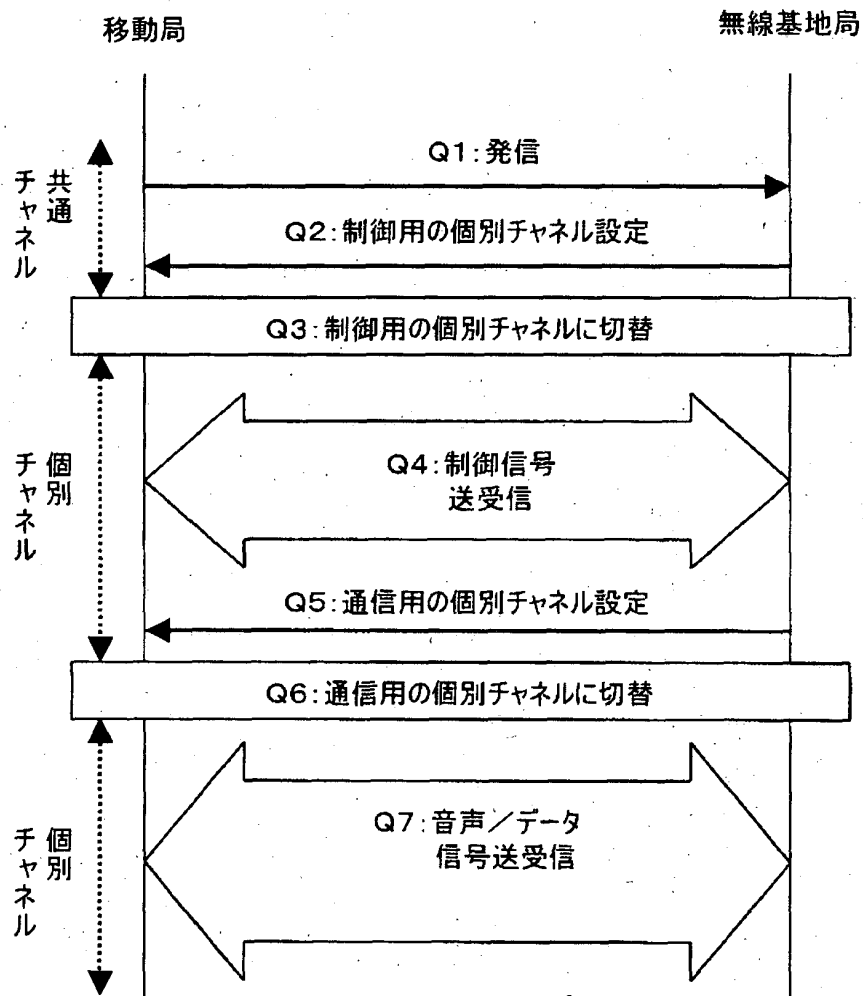 移動局
無線基地局
Q1:発信
共通
チャネル
Q2:制御用の個別チャネル設定
Q3:制御用の個別チャネルに切替
個別
チャネル
Q4:制御信号
送受信
Q5:通信用の個別チャネル設定
Q6:通信用の個別チャネルに切替
個別
チャネル
Q7:音声/データ
信号送受信